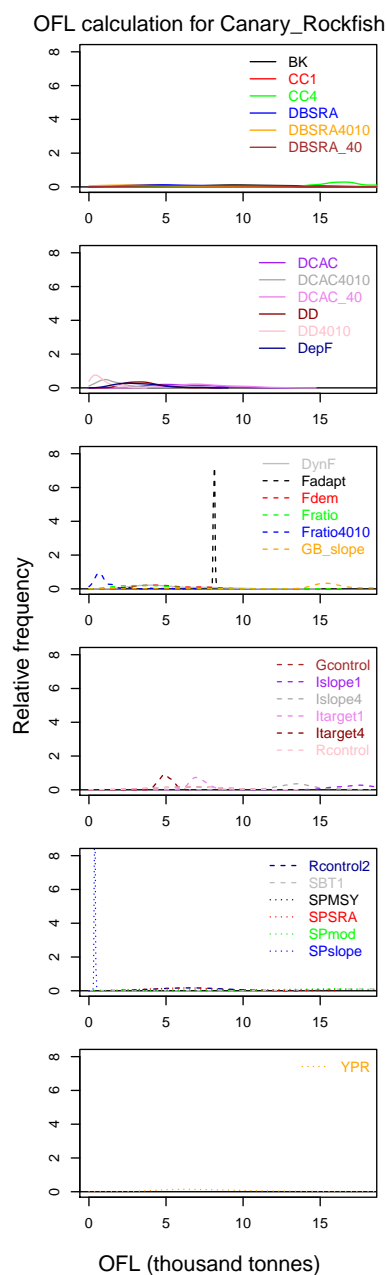 OFL calculation for Canary_Rockfish
8
6
4
2
0
BK
CC1
CC4
DBSRA
DBSRA4010
DBSRA_40
0 5 10 15
8
6
4
2
0
DCAC
DCAC4010
DCAC_40
DD
DD4010
DepF
0 5 10 15
8
6
4
2
0
DynF
Fadapt
Fdem
Fratio
Fratio4010
GB_slope
0 5 10 15
Relative frequency
8
6
4
2
0
Gcontrol
Islope1
Islope4
Itarget1
Itarget4
Rcontrol
0 5 10 15
8
6
4
2
0
Rcontrol2
SBT1
SPMSY
SPSRA
SPmod
SPslope
0 5 10 15
8
6
4
2
0
YPR
0 5 10 15
OFL (thousand tonnes)